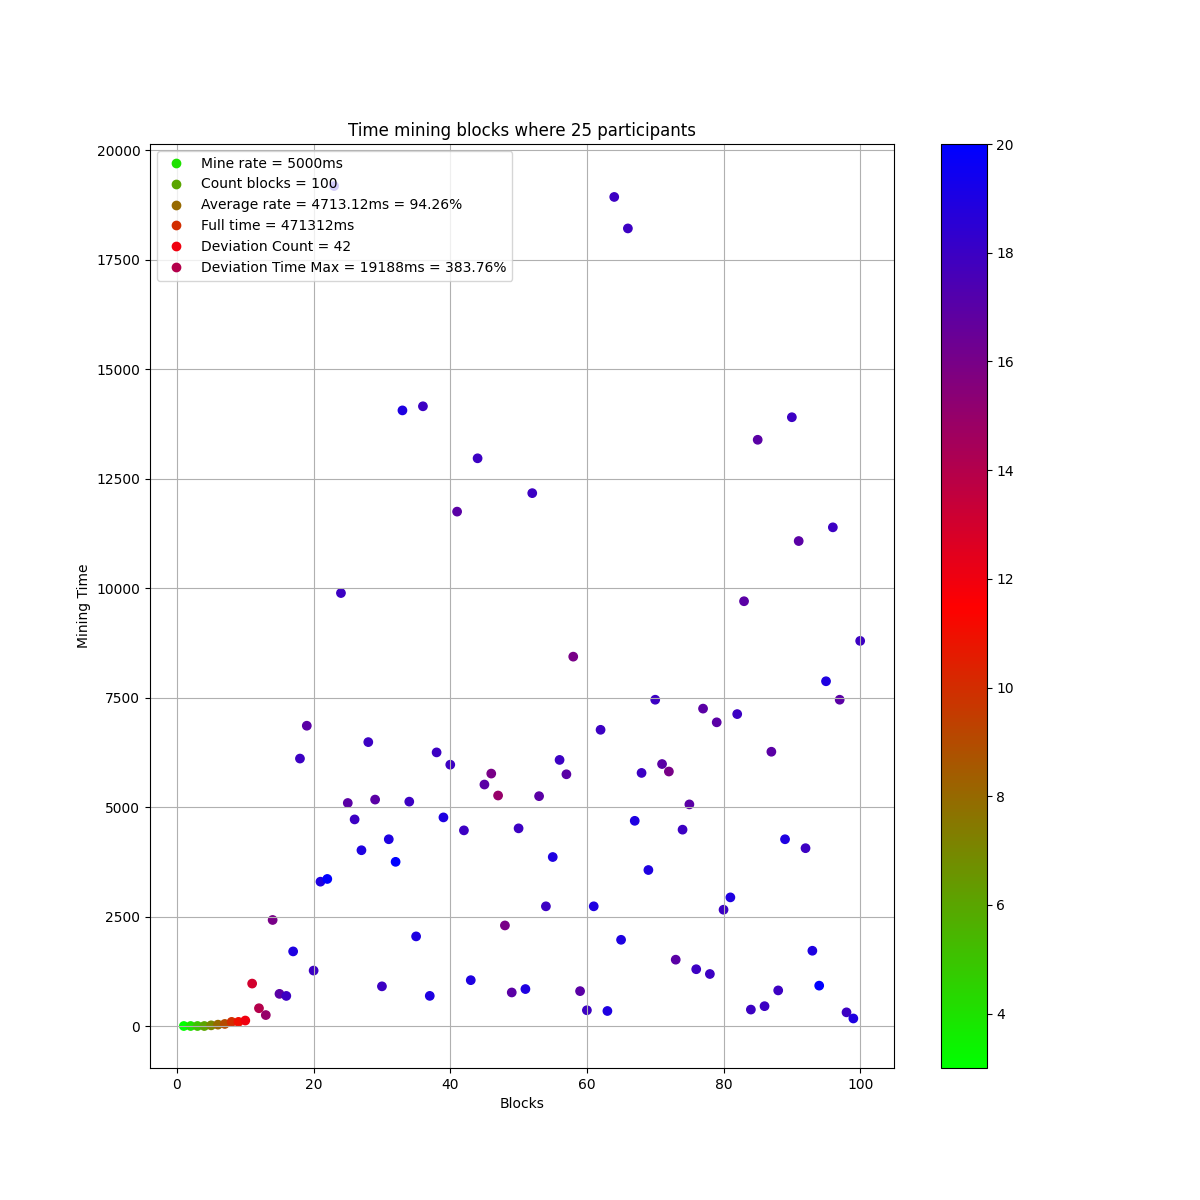 Time mining blocks where 25 participants
Mine rate = 5000ms
Count blocks = 100
Average rate = 4713.12ms = 94.26%
Full time = 471312ms
Deviation Count = 42
Deviation Time Max = 19188ms = 383.76%
20000
17500
15000
12500
10000
7500
5000
2500
0
Mining Time
0 20 40 60 80 100
Blocks
20
18
16
14
12
10
8
6
4